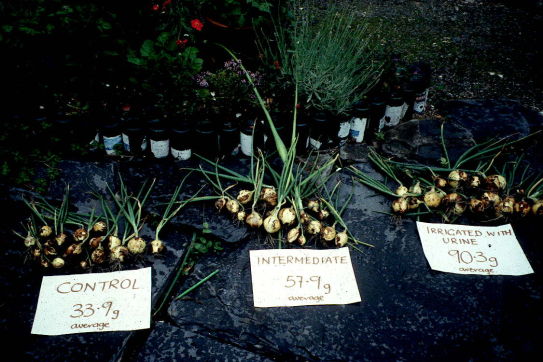 CONTROL
33.9g
average
INTERMEDIATE
57.9g
average
IRRIGATED WITH
URINE
90.3g
average